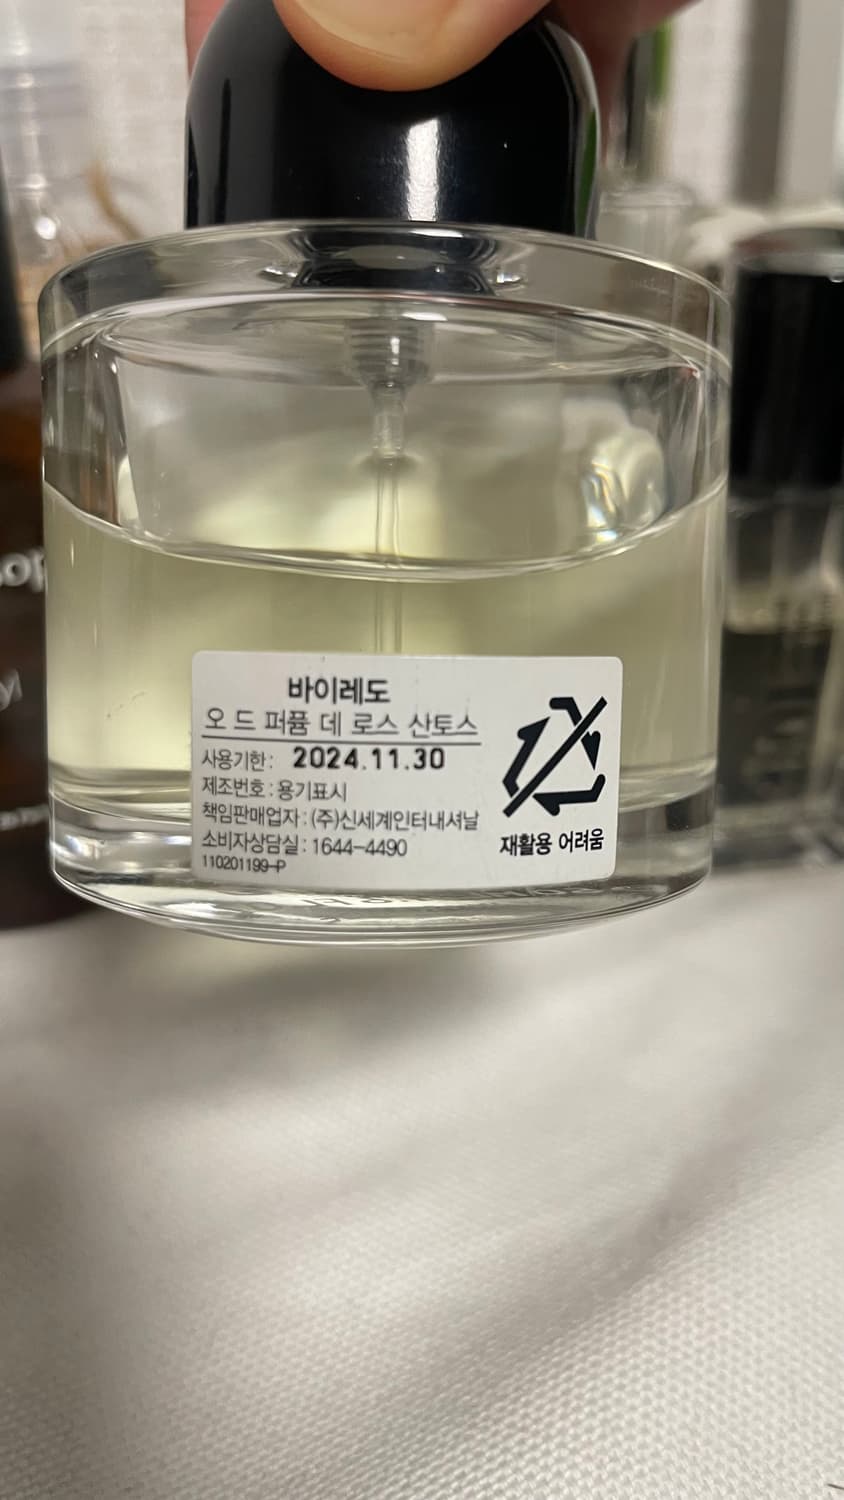 바이레도
오 드 퍼퓸 데 로스 산토스
사용기한: 2024.11.30
제조번호:용기표시
책임판매업자:(주)신세계인터내셔날
소비자상담실:1644-4490
110201199-P
재활용 어려움